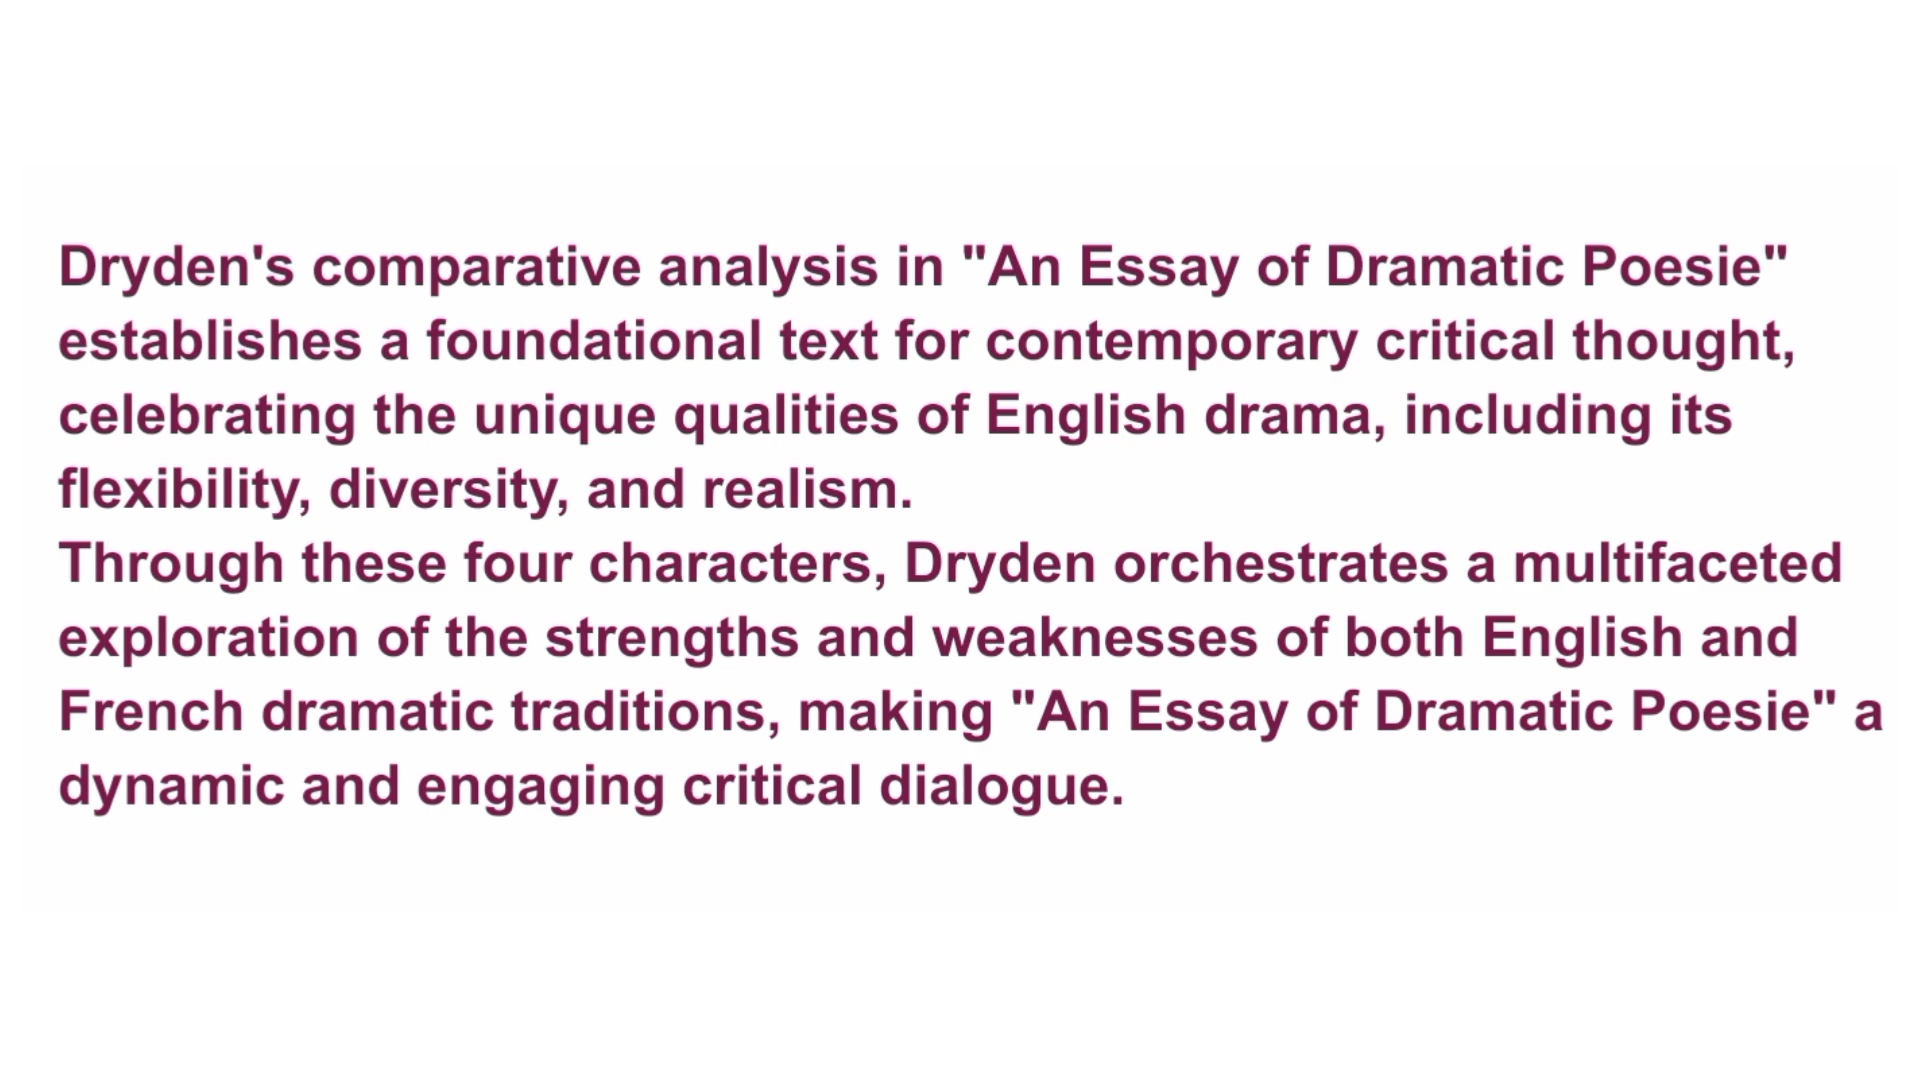 Dryden's comparative analysis in "An Essay of Dramatic Poesie"
establishes a foundational text for contemporary critical thought,
celebrating the unique qualities of English drama, including its
flexibility, diversity, and realism.
Through these four characters, Dryden orchestrates a multifaceted
exploration of the strengths and weaknesses of both English and
French dramatic traditions, making "An Essay of Dramatic Poesie" a
dynamic and engaging critical dialogue.